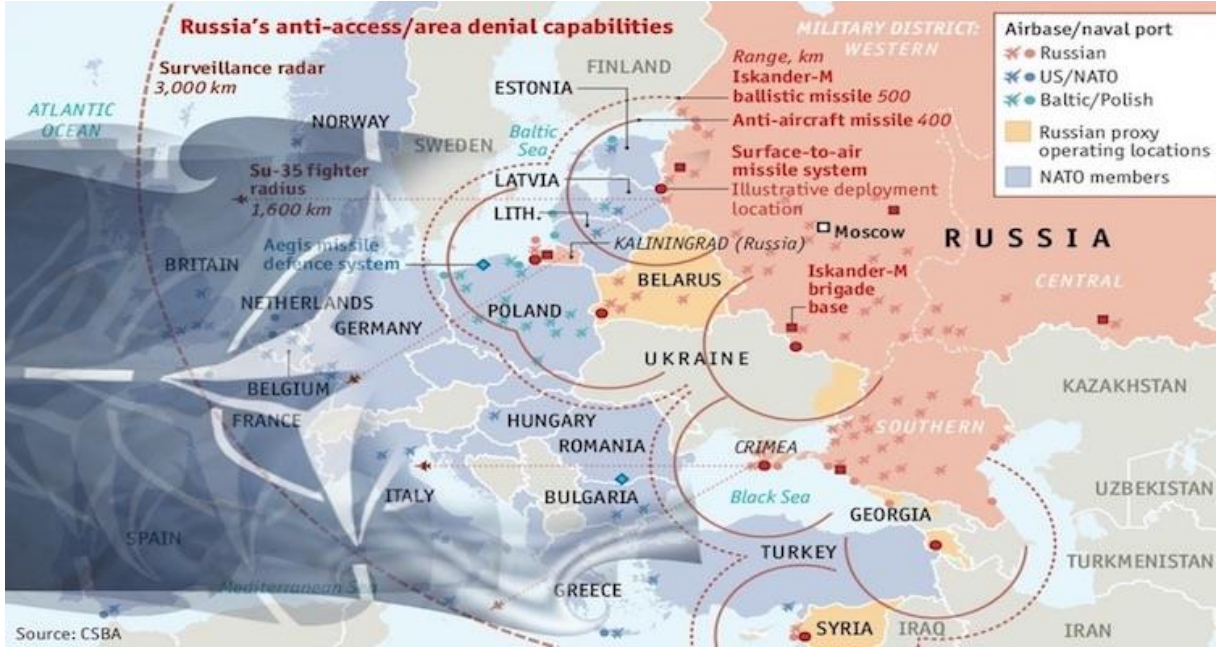 Russia's anti-access/area denial capabilities
Surveillance radar
3,000 km
ATLANTIC
OCEAN
NORWAY
SWEDEN
FINLAND
ESTONIA
Baltic
Sea
MILITARY DISTRICT:
WESTERN
Range, km
Iskander-M
ballistic missile 500
Anti-aircraft missile 400
Airbase/naval port
Russian
US/NATO
Baltic/Polish
Russian proxy
operating locations
NATO members
Su-35 fighter
radius
1,600 km
LATVIA
LITH.
Surface-to-air
missile system
Illustrative deployment
location
Moscow
RUSSIA
KALININGRAD (Russia)
Aegis missile
defence system
BRITAIN
NETHERLANDS
GERMANY
POLAND
BELARUS
Iskander-M
brigade
base
CENTRAL
BELGIUM
FRANCE
UKRAINE
KAZAKHSTAN
HUNGARY
ROMANIA
CRIMEA
SOUTHERN
ITALY
BULGARIA
Black Sea
GEORGIA
UZBEKISTAN
SPAIN
TURKEY
TURKMENISTAN
Mediterranean Sea
GREECE
SYRIA
IRAQ
IRAN
Source: CSBA